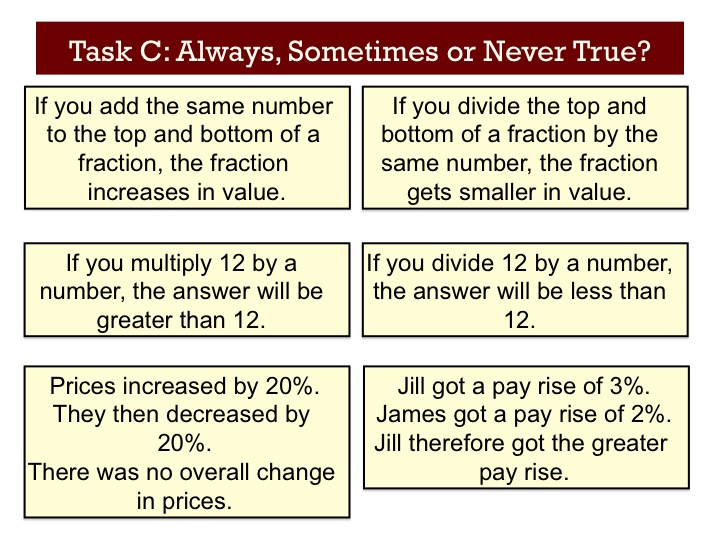 Task C: Always, Sometimes or Never True?
If you add the same number
to the top and bottom of a
fraction, the fraction
increases in value.
If you divide the top and
bottom of a fraction by the
same number, the fraction
gets smaller in value.
If you multiply 12 by a
number, the answer will be
greater than 12.
If you divide 12 by a number,
the answer will be less than
12.
Prices increased by 20%.
They then decreased by
20%.
There was no overall change
in prices.
Jill got a pay rise of 3%.
James got a pay rise of 2%.
Jill therefore got the greater
pay rise.